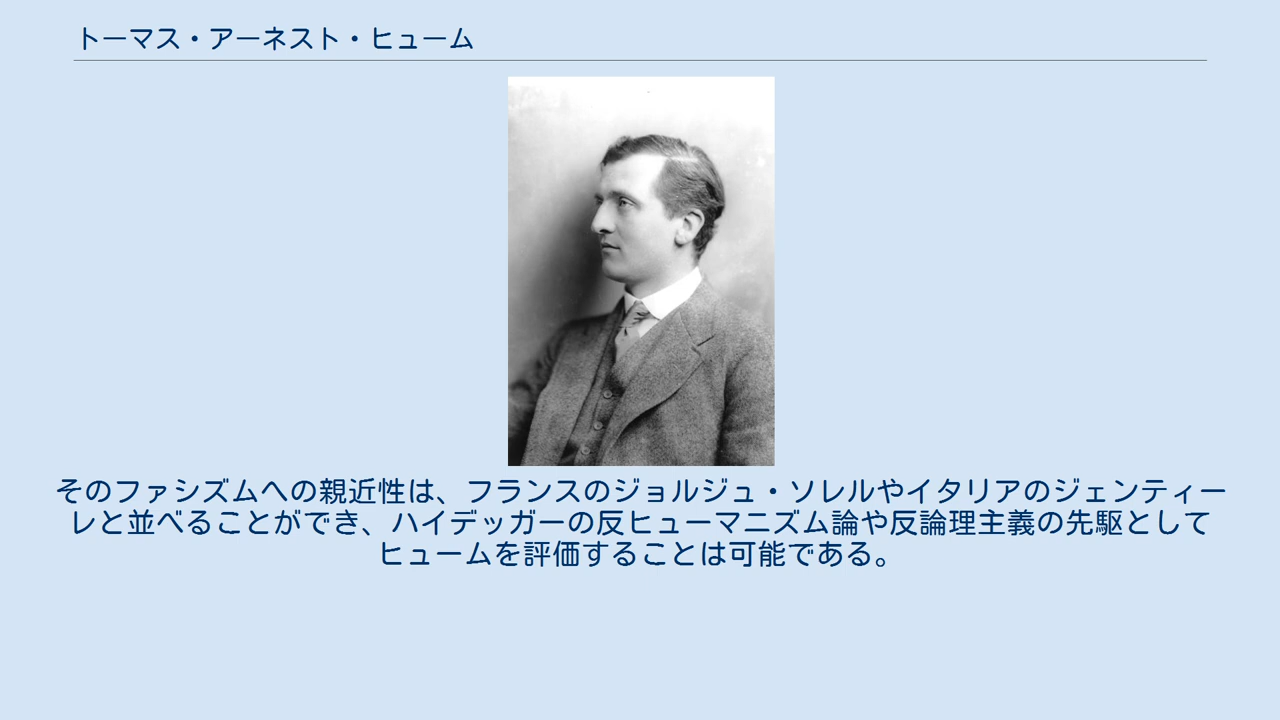 トーマス・アーネスト・ヒューム
そのファシズムへの親近性は、フランスのジョルジュ・ソレルやイタリアのジェンティー
レと並べることができ、ハイデッガーの反ヒューマニズム論や反論理主義の先駆として
ヒュームを評価することは可能である。